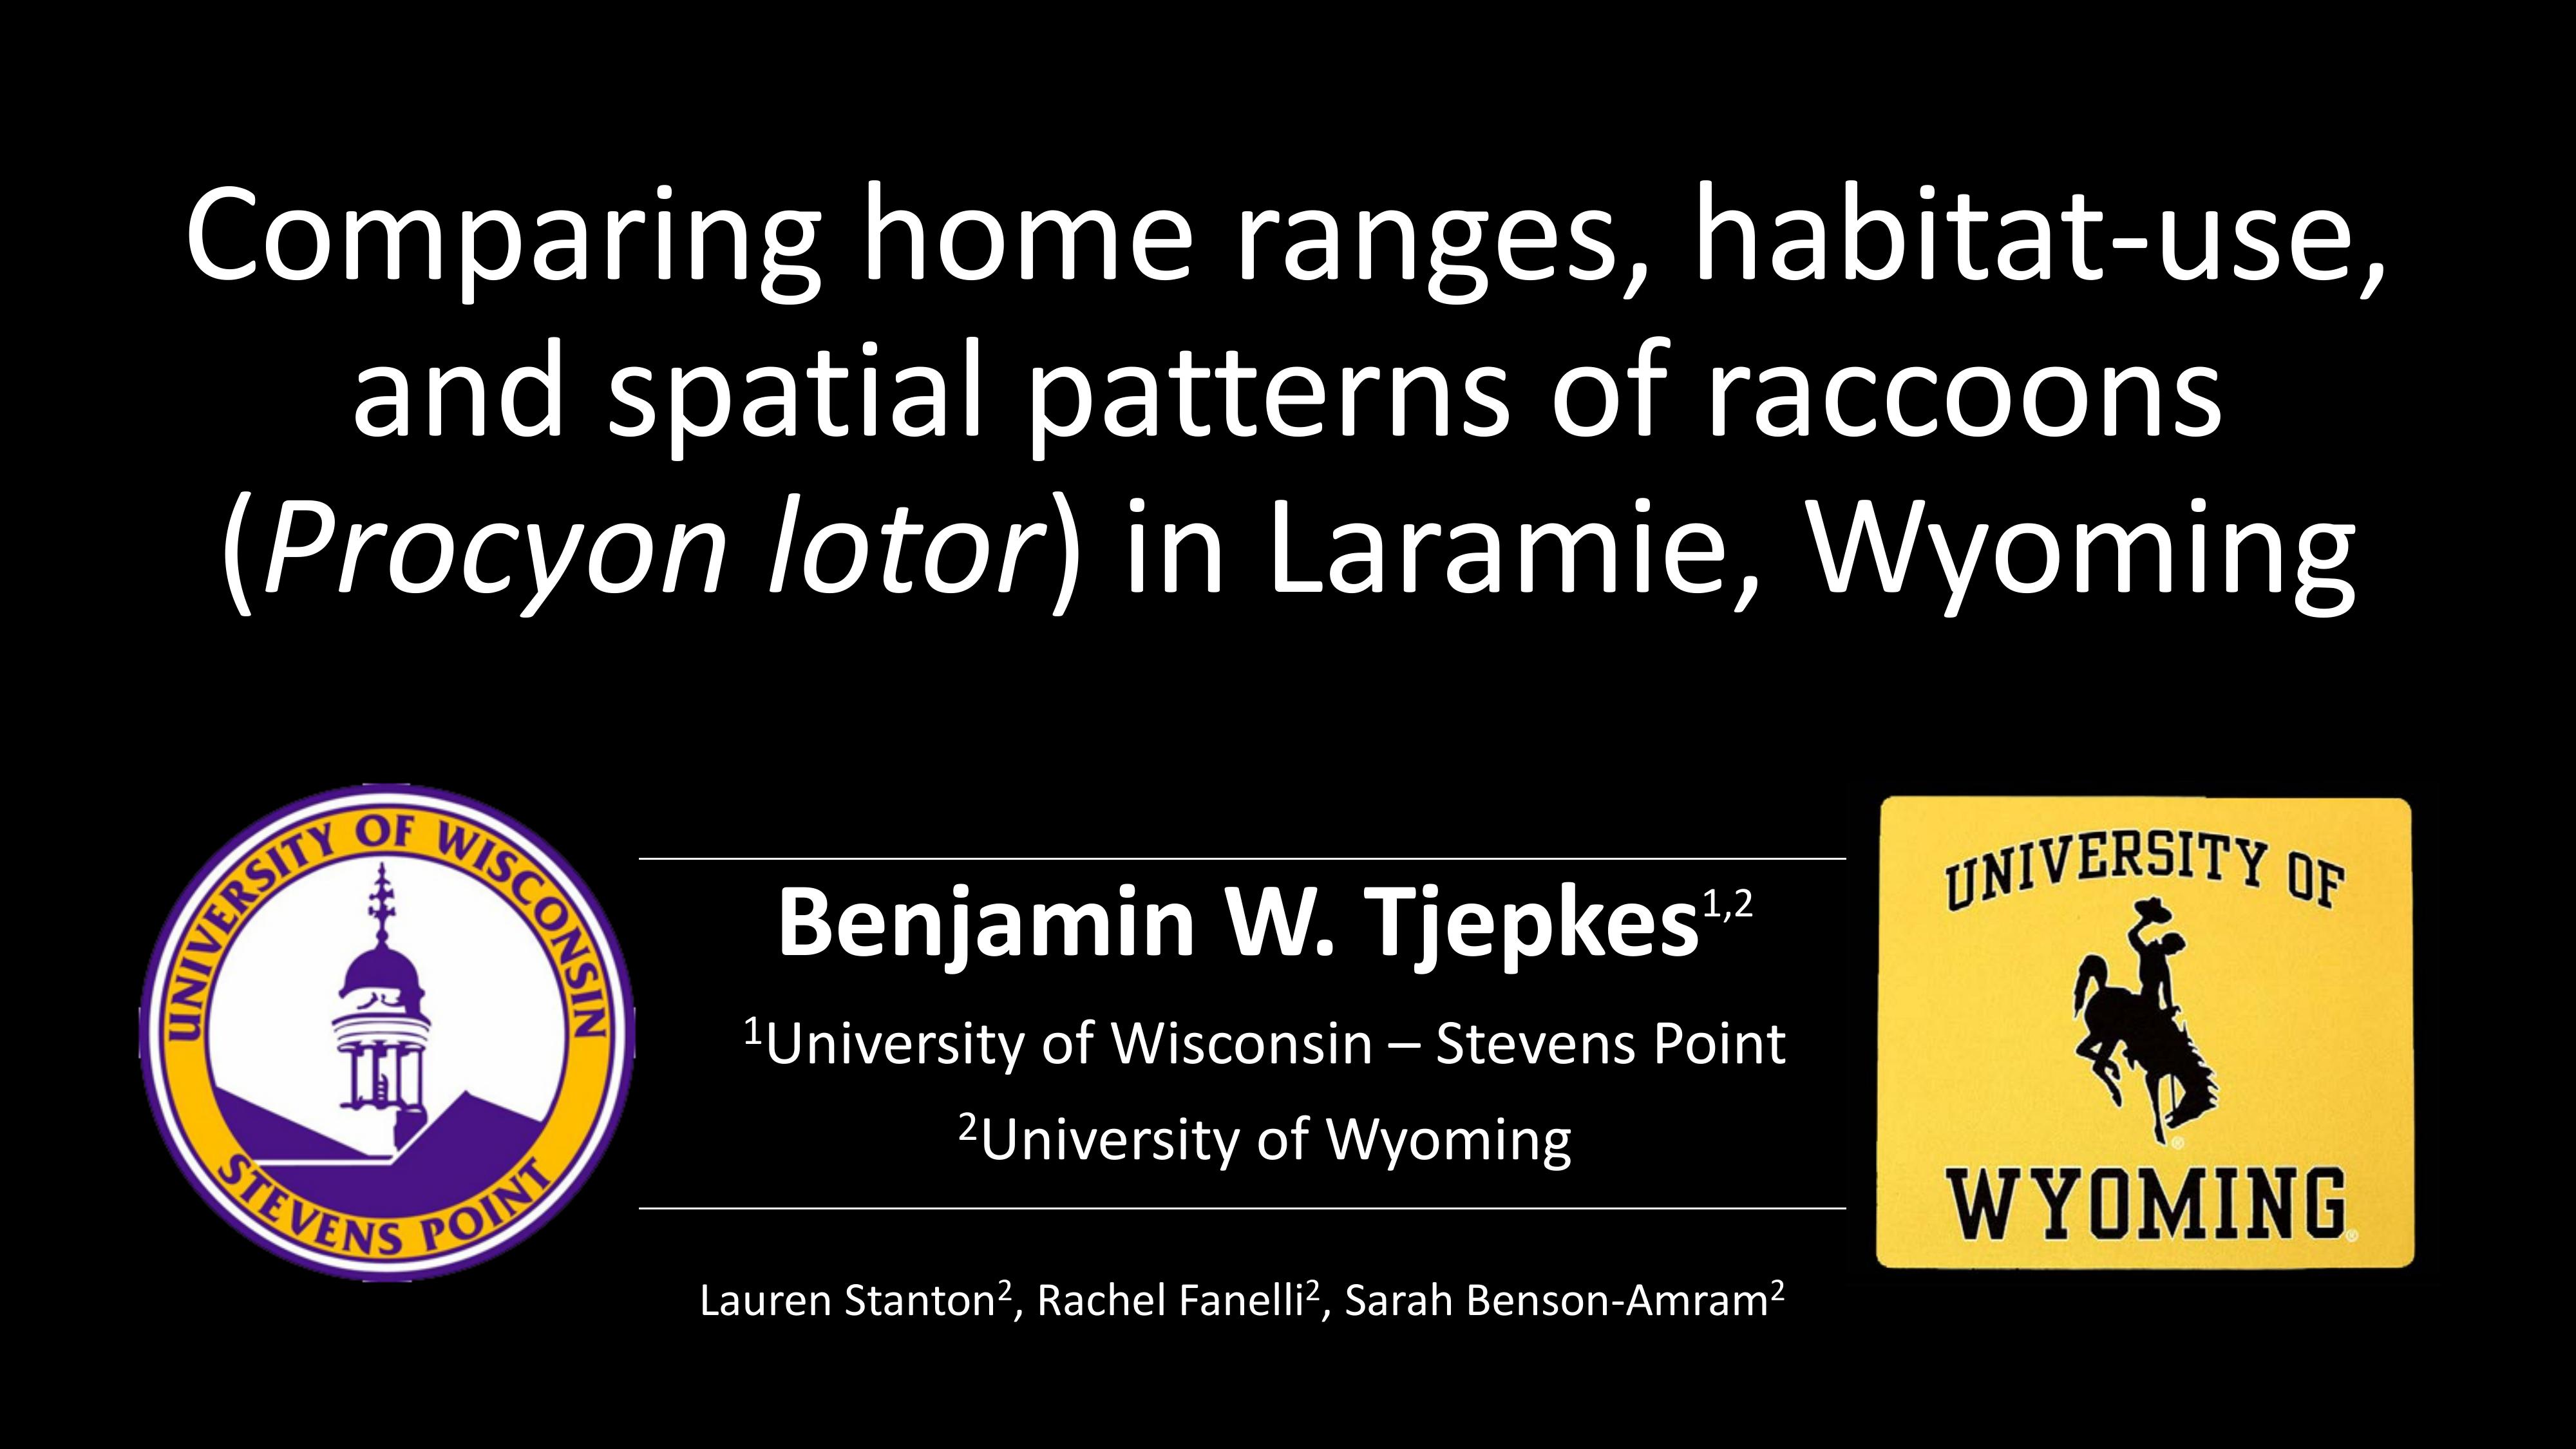 Comparing home ranges, habitat-use,
and spatial patterns of raccoons
(Procyon lotor) in Laramie, Wyoming
UNIVERSITY OF WISCONSIN
STEVENS POINT
Benjamin W. Tjepkes1,2
1University of Wisconsin – Stevens Point
2University of Wyoming
UNIVERSITY OF
®
WYOMING®
Lauren Stanton2, Rachel Fanelli2, Sarah Benson-Amram2